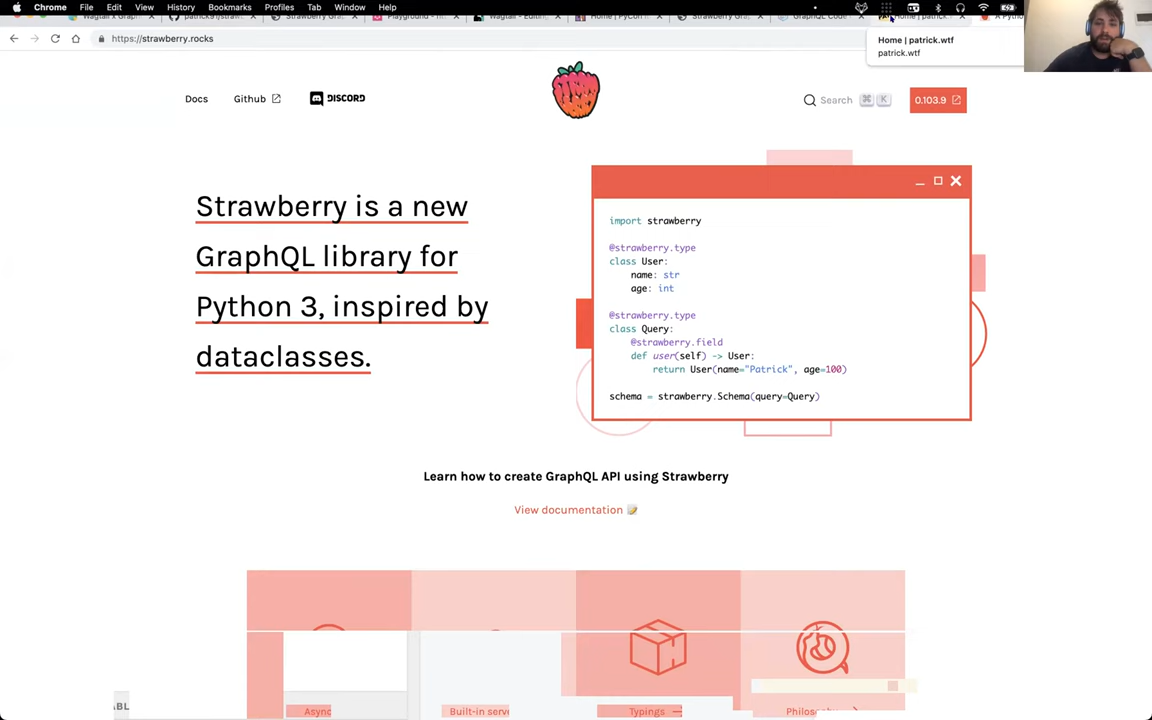 Chrome File Edit View History Bookmarks Profiles Tab Window Help
Home | patrick.wtf
patrick.wtf
https://strawberry.rocks
Docs Github DISCORD
Search ⌘ K 0.103.9
Strawberry is a new
GraphQL library for
Python 3, inspired by
dataclasses.
import strawberry
@strawberry.type
class User:
name: str
age: int
@strawberry.type
class Query:
@strawberry.field
def user(self) -> User:
return User(name="Patrick", age=100)
schema = strawberry.Schema(query=Query)
Learn how to create GraphQL API using Strawberry
View documentation 📝
Async Built-in serve Typings